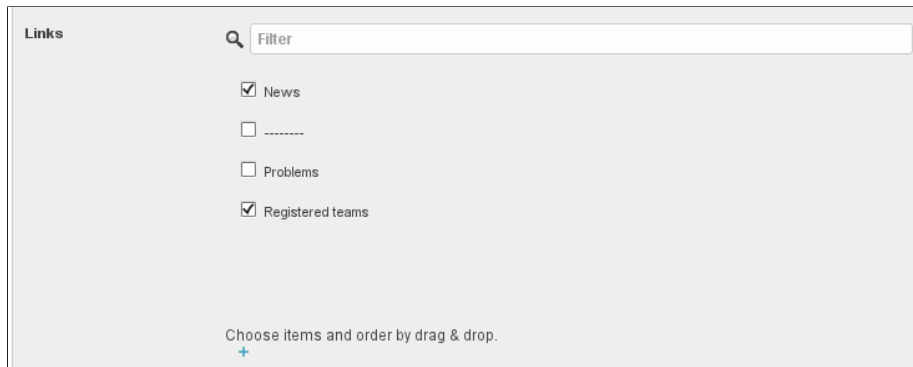 Links
Filter
News
--------
Problems
Registered teams
Choose items and order by drag & drop.
+